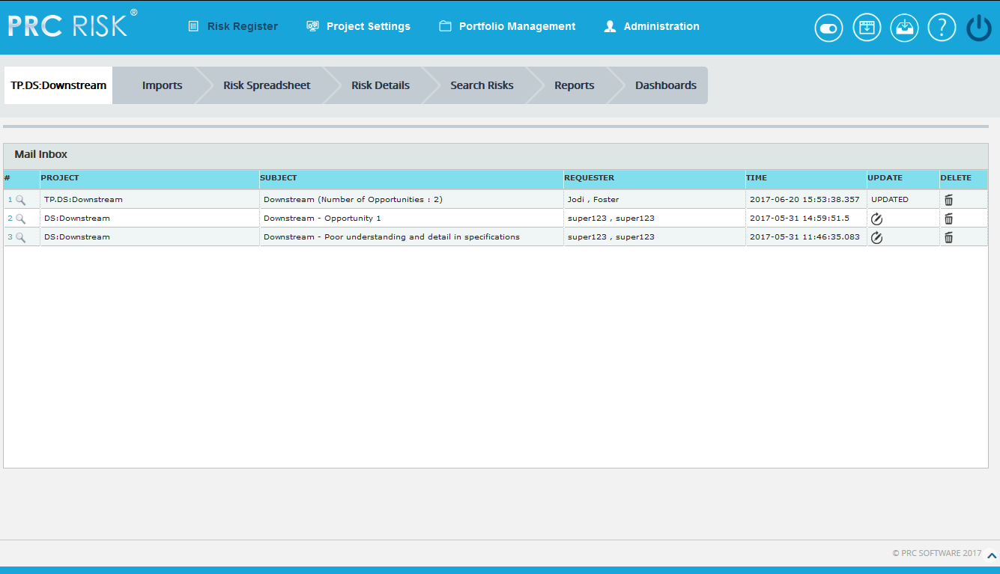 PRC RISK ® Risk Register Project Settings Portfolio Management Administration ?
TP.DS:Downstream Imports Risk Spreadsheet Risk Details Search Risks Reports Dashboards
Mail Inbox
# PROJECT SUBJECT REQUESTER TIME UPDATE DELETE
1 TP.DS:Downstream Downstream (Number of Opportunities : 2) Jodi , Foster 2017-06-20 15:53:38.357 UPDATED
2 DS:Downstream Downstream - Opportunity 1 super123 , super123 2017-05-31 14:59:51.5
3 DS:Downstream Downstream - Poor understanding and detail in specifications super123 , super123 2017-05-31 11:46:35.083
© PRC SOFTWARE 2017